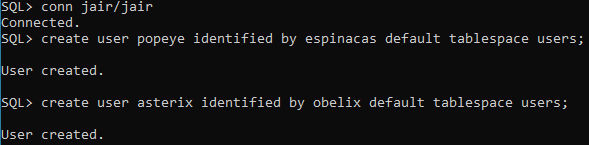 SQL> conn jair/jair
Connected.
SQL> create user popeye identified by espinacas default tablespace users;
User created.
SQL> create user asterix identified by obelix default tablespace users;
User created.